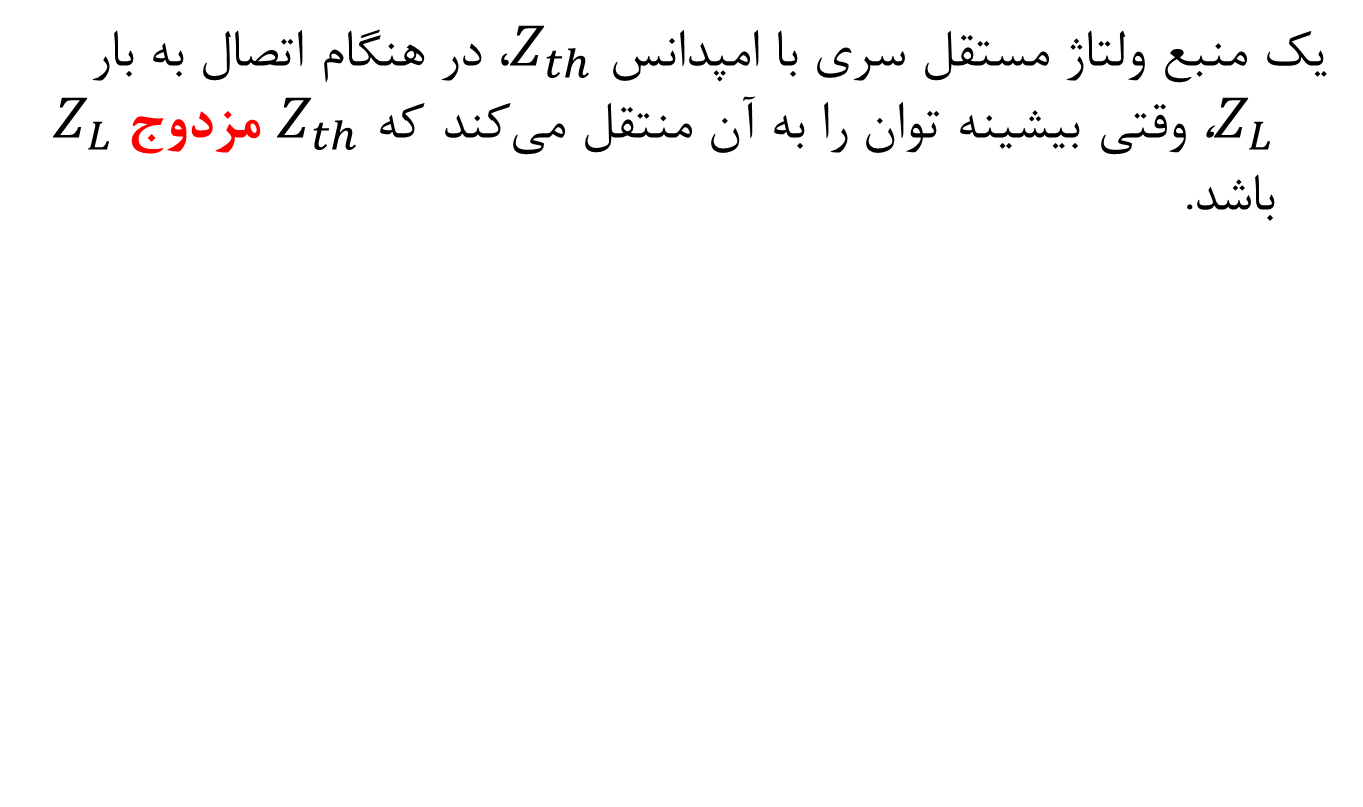 یک منبع ولتاژ مستقل سری با امپدانس Z_th، در هنگام اتصال به بار
Z_L، وقتی بیشینه توان را به آن منتقل می‌کند که Z_th مزدوج Z_L
باشد.